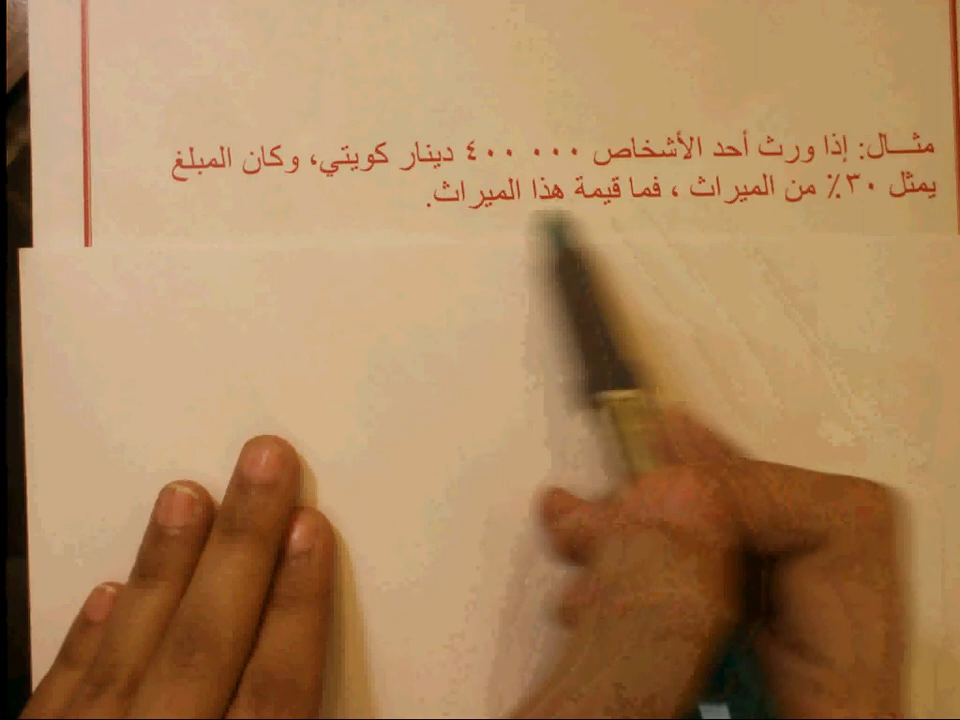 مثـــال: إذا ورث أحد الأشخاص ٤٠٠ ٠٠٠ دينار كويتي، وكان المبلغ
يمثل ٣٠٪ من الميراث ، فما قيمة هذا الميراث.